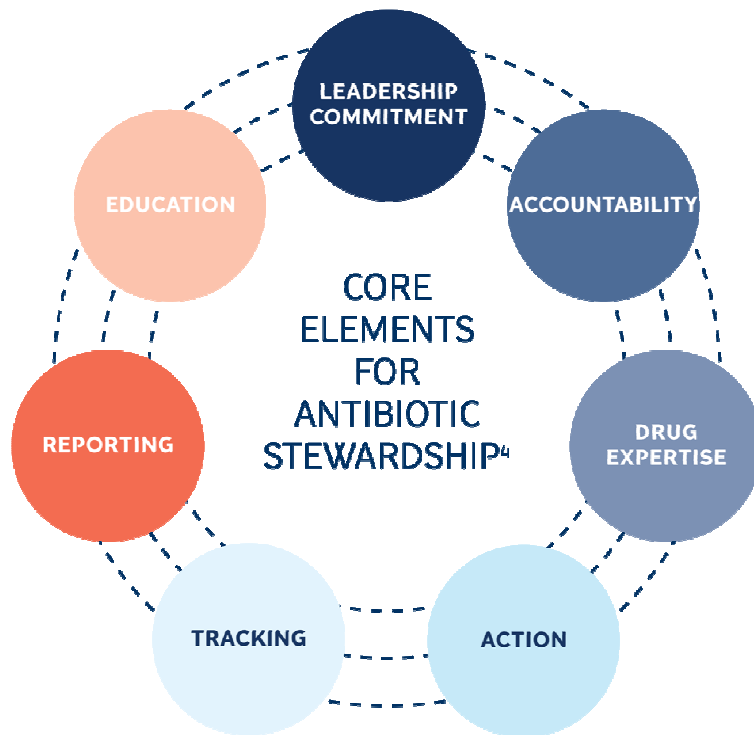 LEADERSHIP
COMMITMENT
ACCOUNTABILITY
DRUG
EXPERTISE
ACTION
TRACKING
REPORTING
EDUCATION
CORE
ELEMENTS
FOR
ANTIBIOTIC
STEWARDSHIP⁴